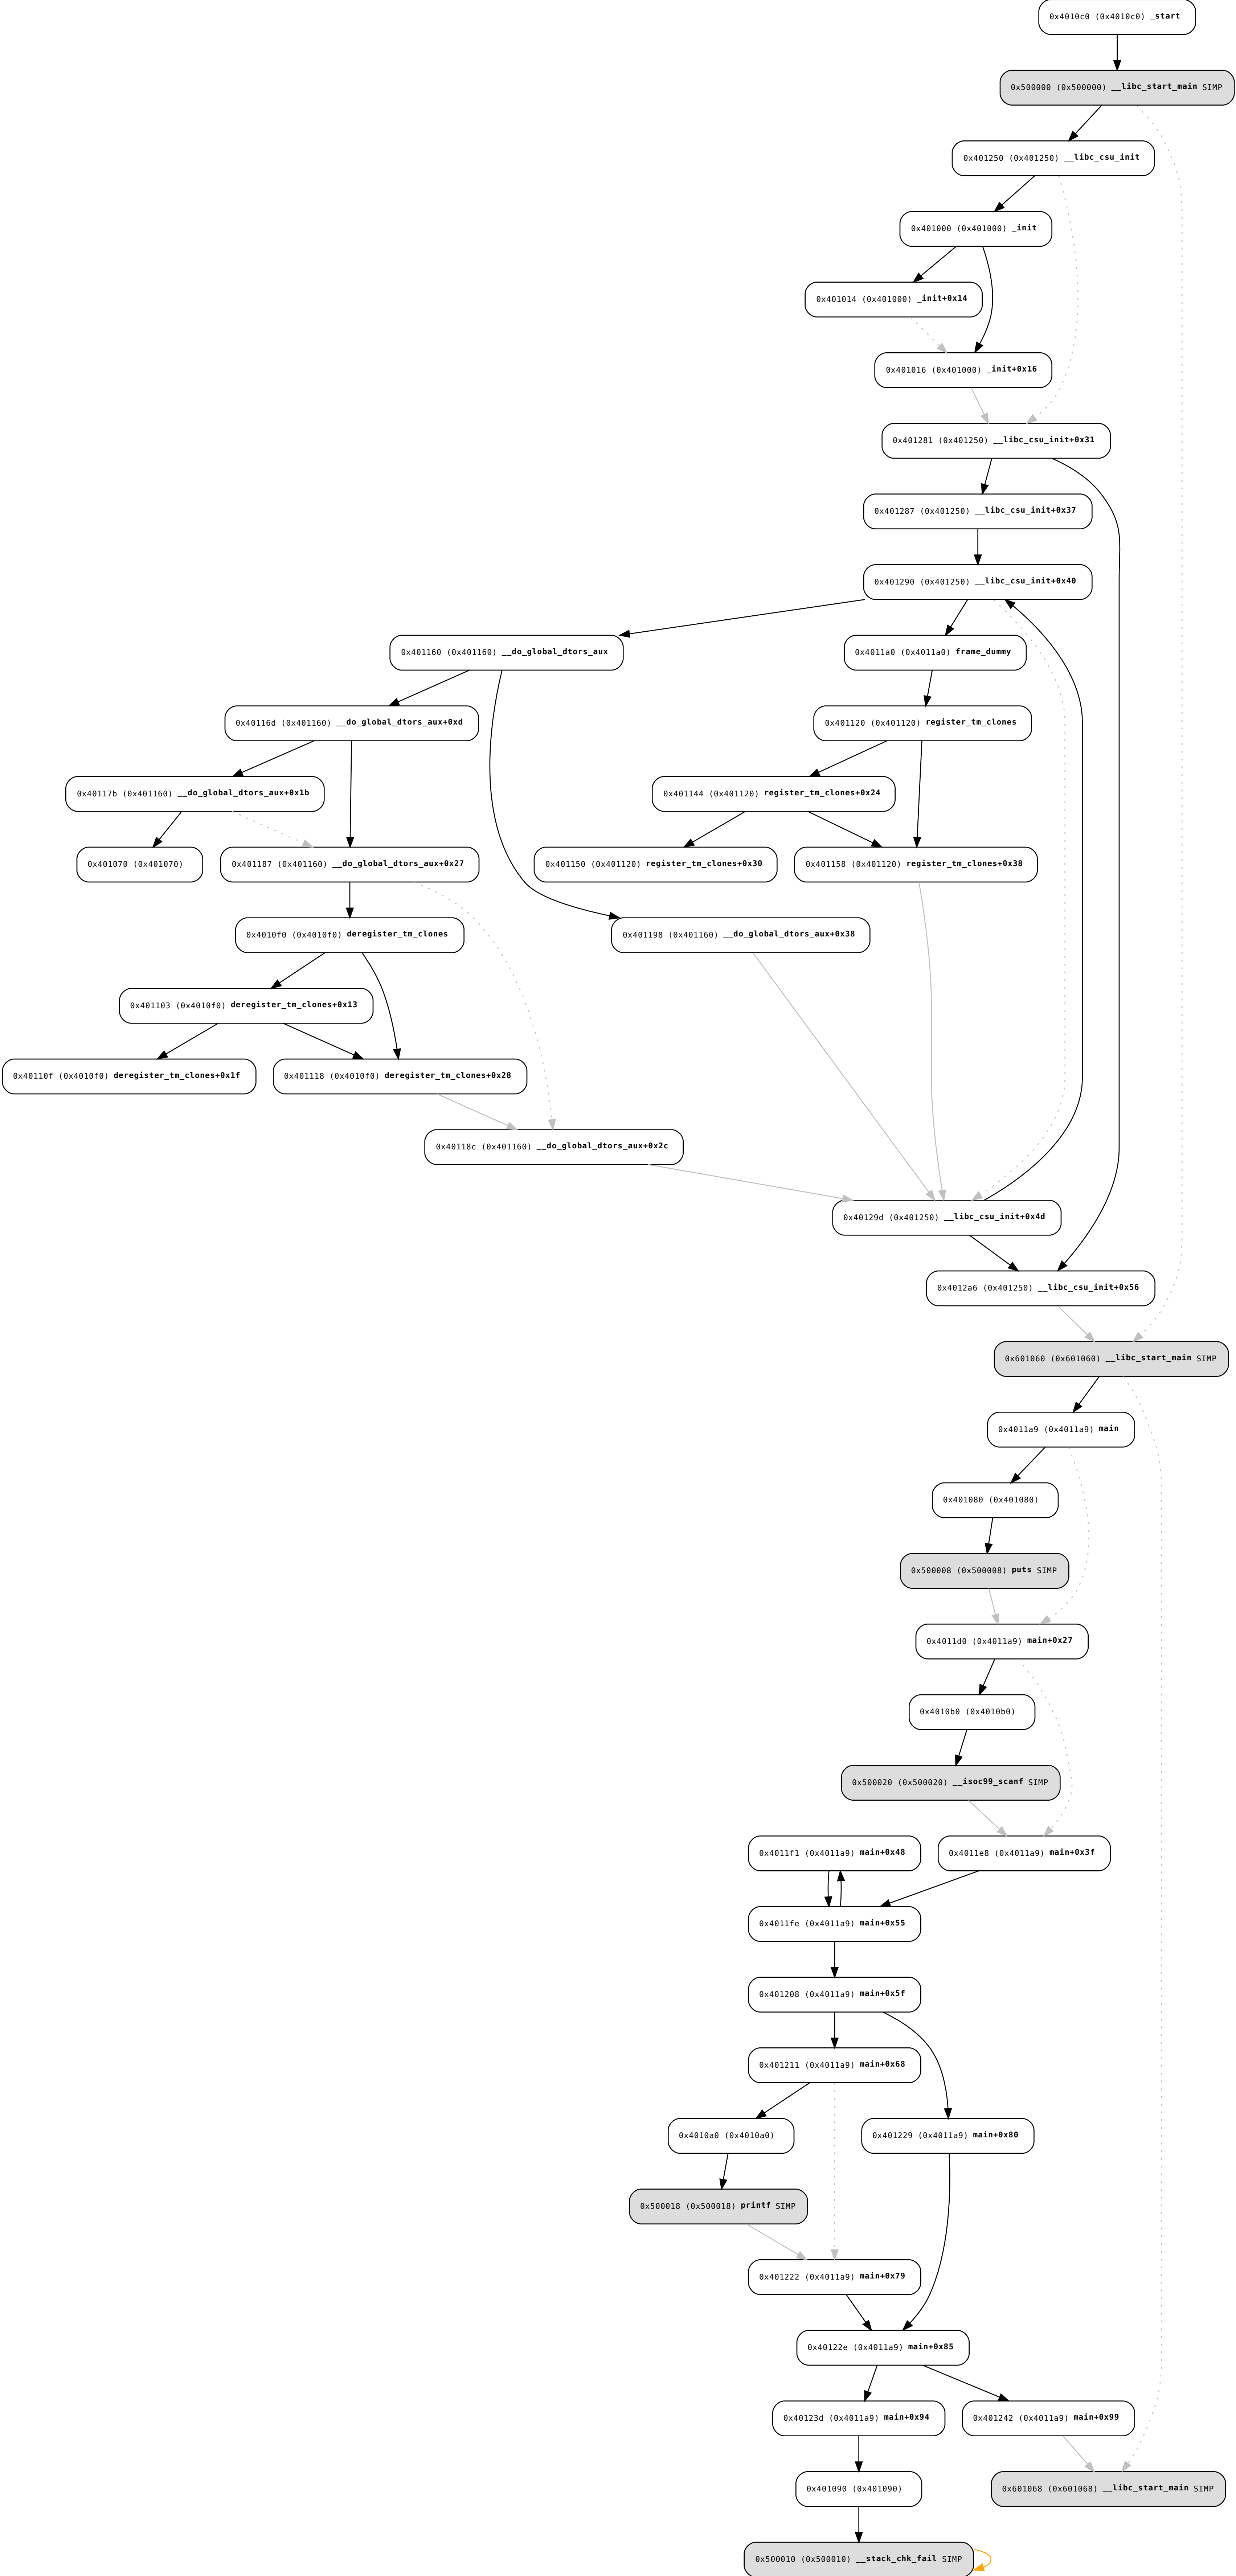 0x4010c0 (0x4010c0) _start
0x500000 (0x500000) __libc_start_main SIMP
0x401250 (0x401250) __libc_csu_init
0x401000 (0x401000) _init
0x401014 (0x401000) _init+0x14
0x401016 (0x401000) _init+0x16
0x401281 (0x401250) __libc_csu_init+0x31
0x401287 (0x401250) __libc_csu_init+0x37
0x401290 (0x401250) __libc_csu_init+0x40
0x401160 (0x401160) __do_global_dtors_aux
0x4011a0 (0x4011a0) frame_dummy
0x40116d (0x401160) __do_global_dtors_aux+0xd
0x401120 (0x401120) register_tm_clones
0x40117b (0x401160) __do_global_dtors_aux+0x1b
0x401144 (0x401120) register_tm_clones+0x24
0x401070 (0x401070)
0x401187 (0x401160) __do_global_dtors_aux+0x27
0x401150 (0x401120) register_tm_clones+0x30
0x401158 (0x401120) register_tm_clones+0x38
0x4010f0 (0x4010f0) deregister_tm_clones
0x401198 (0x401160) __do_global_dtors_aux+0x38
0x401103 (0x4010f0) deregister_tm_clones+0x13
0x40110f (0x4010f0) deregister_tm_clones+0x1f
0x401118 (0x4010f0) deregister_tm_clones+0x28
0x40118c (0x401160) __do_global_dtors_aux+0x2c
0x40129d (0x401250) __libc_csu_init+0x4d
0x4012a6 (0x401250) __libc_csu_init+0x56
0x601060 (0x601060) __libc_start_main SIMP
0x4011a9 (0x4011a9) main
0x401080 (0x401080)
0x500008 (0x500008) puts SIMP
0x4011d0 (0x4011a9) main+0x27
0x4010b0 (0x4010b0)
0x500020 (0x500020) __isoc99_scanf SIMP
0x4011f1 (0x4011a9) main+0x48
0x4011e8 (0x4011a9) main+0x3f
0x4011fe (0x4011a9) main+0x55
0x401208 (0x4011a9) main+0x5f
0x401211 (0x4011a9) main+0x68
0x4010a0 (0x4010a0)
0x401229 (0x4011a9) main+0x80
0x500018 (0x500018) printf SIMP
0x401222 (0x4011a9) main+0x79
0x40122e (0x4011a9) main+0x85
0x40123d (0x4011a9) main+0x94
0x401242 (0x4011a9) main+0x99
0x401090 (0x401090)
0x601068 (0x601068) __libc_start_main SIMP
0x500010 (0x500010) __stack_chk_fail SIMP